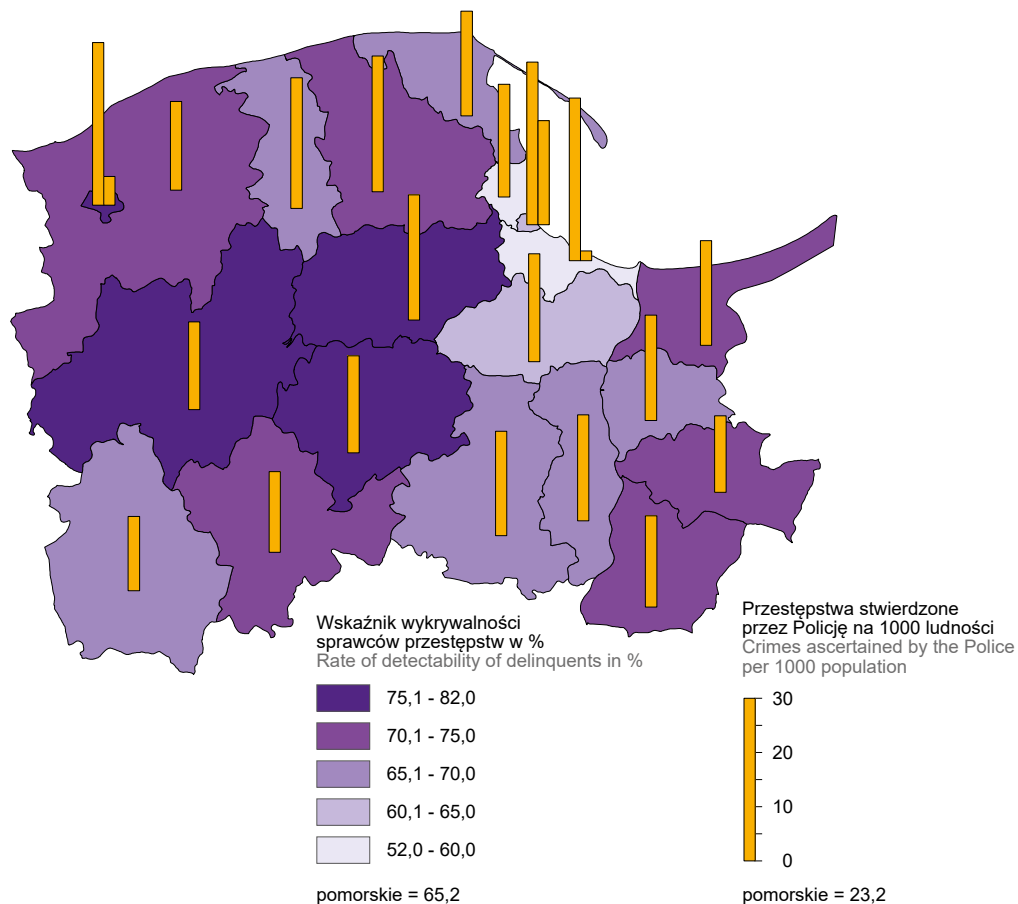 Wskaźnik wykrywalności
sprawców przestępstw w %
Rate of detectability of delinquents in %
75,1 - 82,0
70,1 - 75,0
65,1 - 70,0
60,1 - 65,0
52,0 - 60,0
pomorskie = 65,2
Przestępstwa stwierdzone
przez Policję na 1000 ludności
Crimes ascertained by the Police
per 1000 population
30
20
10
0
pomorskie = 23,2